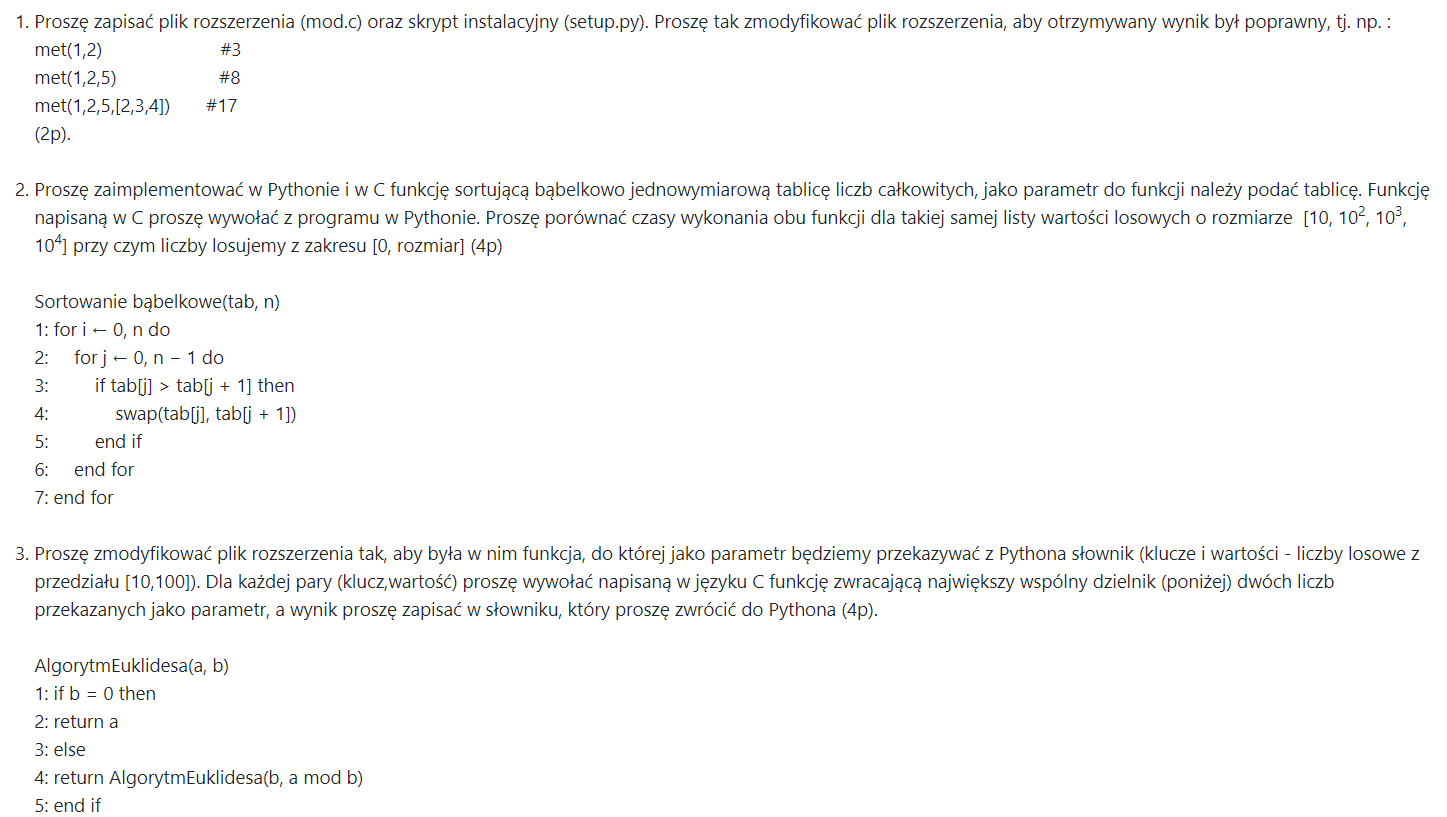 1. Proszę zapisać plik rozszerzenia (mod.c) oraz skrypt instalacyjny (setup.py). Proszę tak zmodyfikować plik rozszerzenia, aby otrzymywany wynik był poprawny, tj. np. :
met(1,2) #3
met(1,2,5) #8
met(1,2,5,[2,3,4]) #17
(2p).
2. Proszę zaimplementować w Pythonie i w C funkcję sortującą bąbelkowo jednowymiarową tablicę liczb całkowitych, jako parametr do funkcji należy podać tablicę. Funkcję
napisaną w C proszę wywołać z programu w Pythonie. Proszę porównać czasy wykonania obu funkcji dla takiej samej listy wartości losowych o rozmiarze [10, 10², 10³,
10⁴] przy czym liczby losujemy z zakresu [0, rozmiar] (4p)
Sortowanie bąbelkowe(tab, n)
1: for i ← 0, n do
2: for j ← 0, n − 1 do
3: if tab[j] > tab[j + 1] then
4: swap(tab[j], tab[j + 1])
5: end if
6: end for
7: end for
3. Proszę zmodyfikować plik rozszerzenia tak, aby była w nim funkcja, do której jako parametr będziemy przekazywać z Pythona słownik (klucze i wartości - liczby losowe z
przedziału [10,100]). Dla każdej pary (klucz,wartość) proszę wywołać napisaną w języku C funkcję zwracającą największy wspólny dzielnik (poniżej) dwóch liczb
przekazanych jako parametr, a wynik proszę zapisać w słowniku, który proszę zwrócić do Pythona (4p).
AlgorytmEuklidesa(a, b)
1: if b = 0 then
2: return a
3: else
4: return AlgorytmEuklidesa(b, a mod b)
5: end if